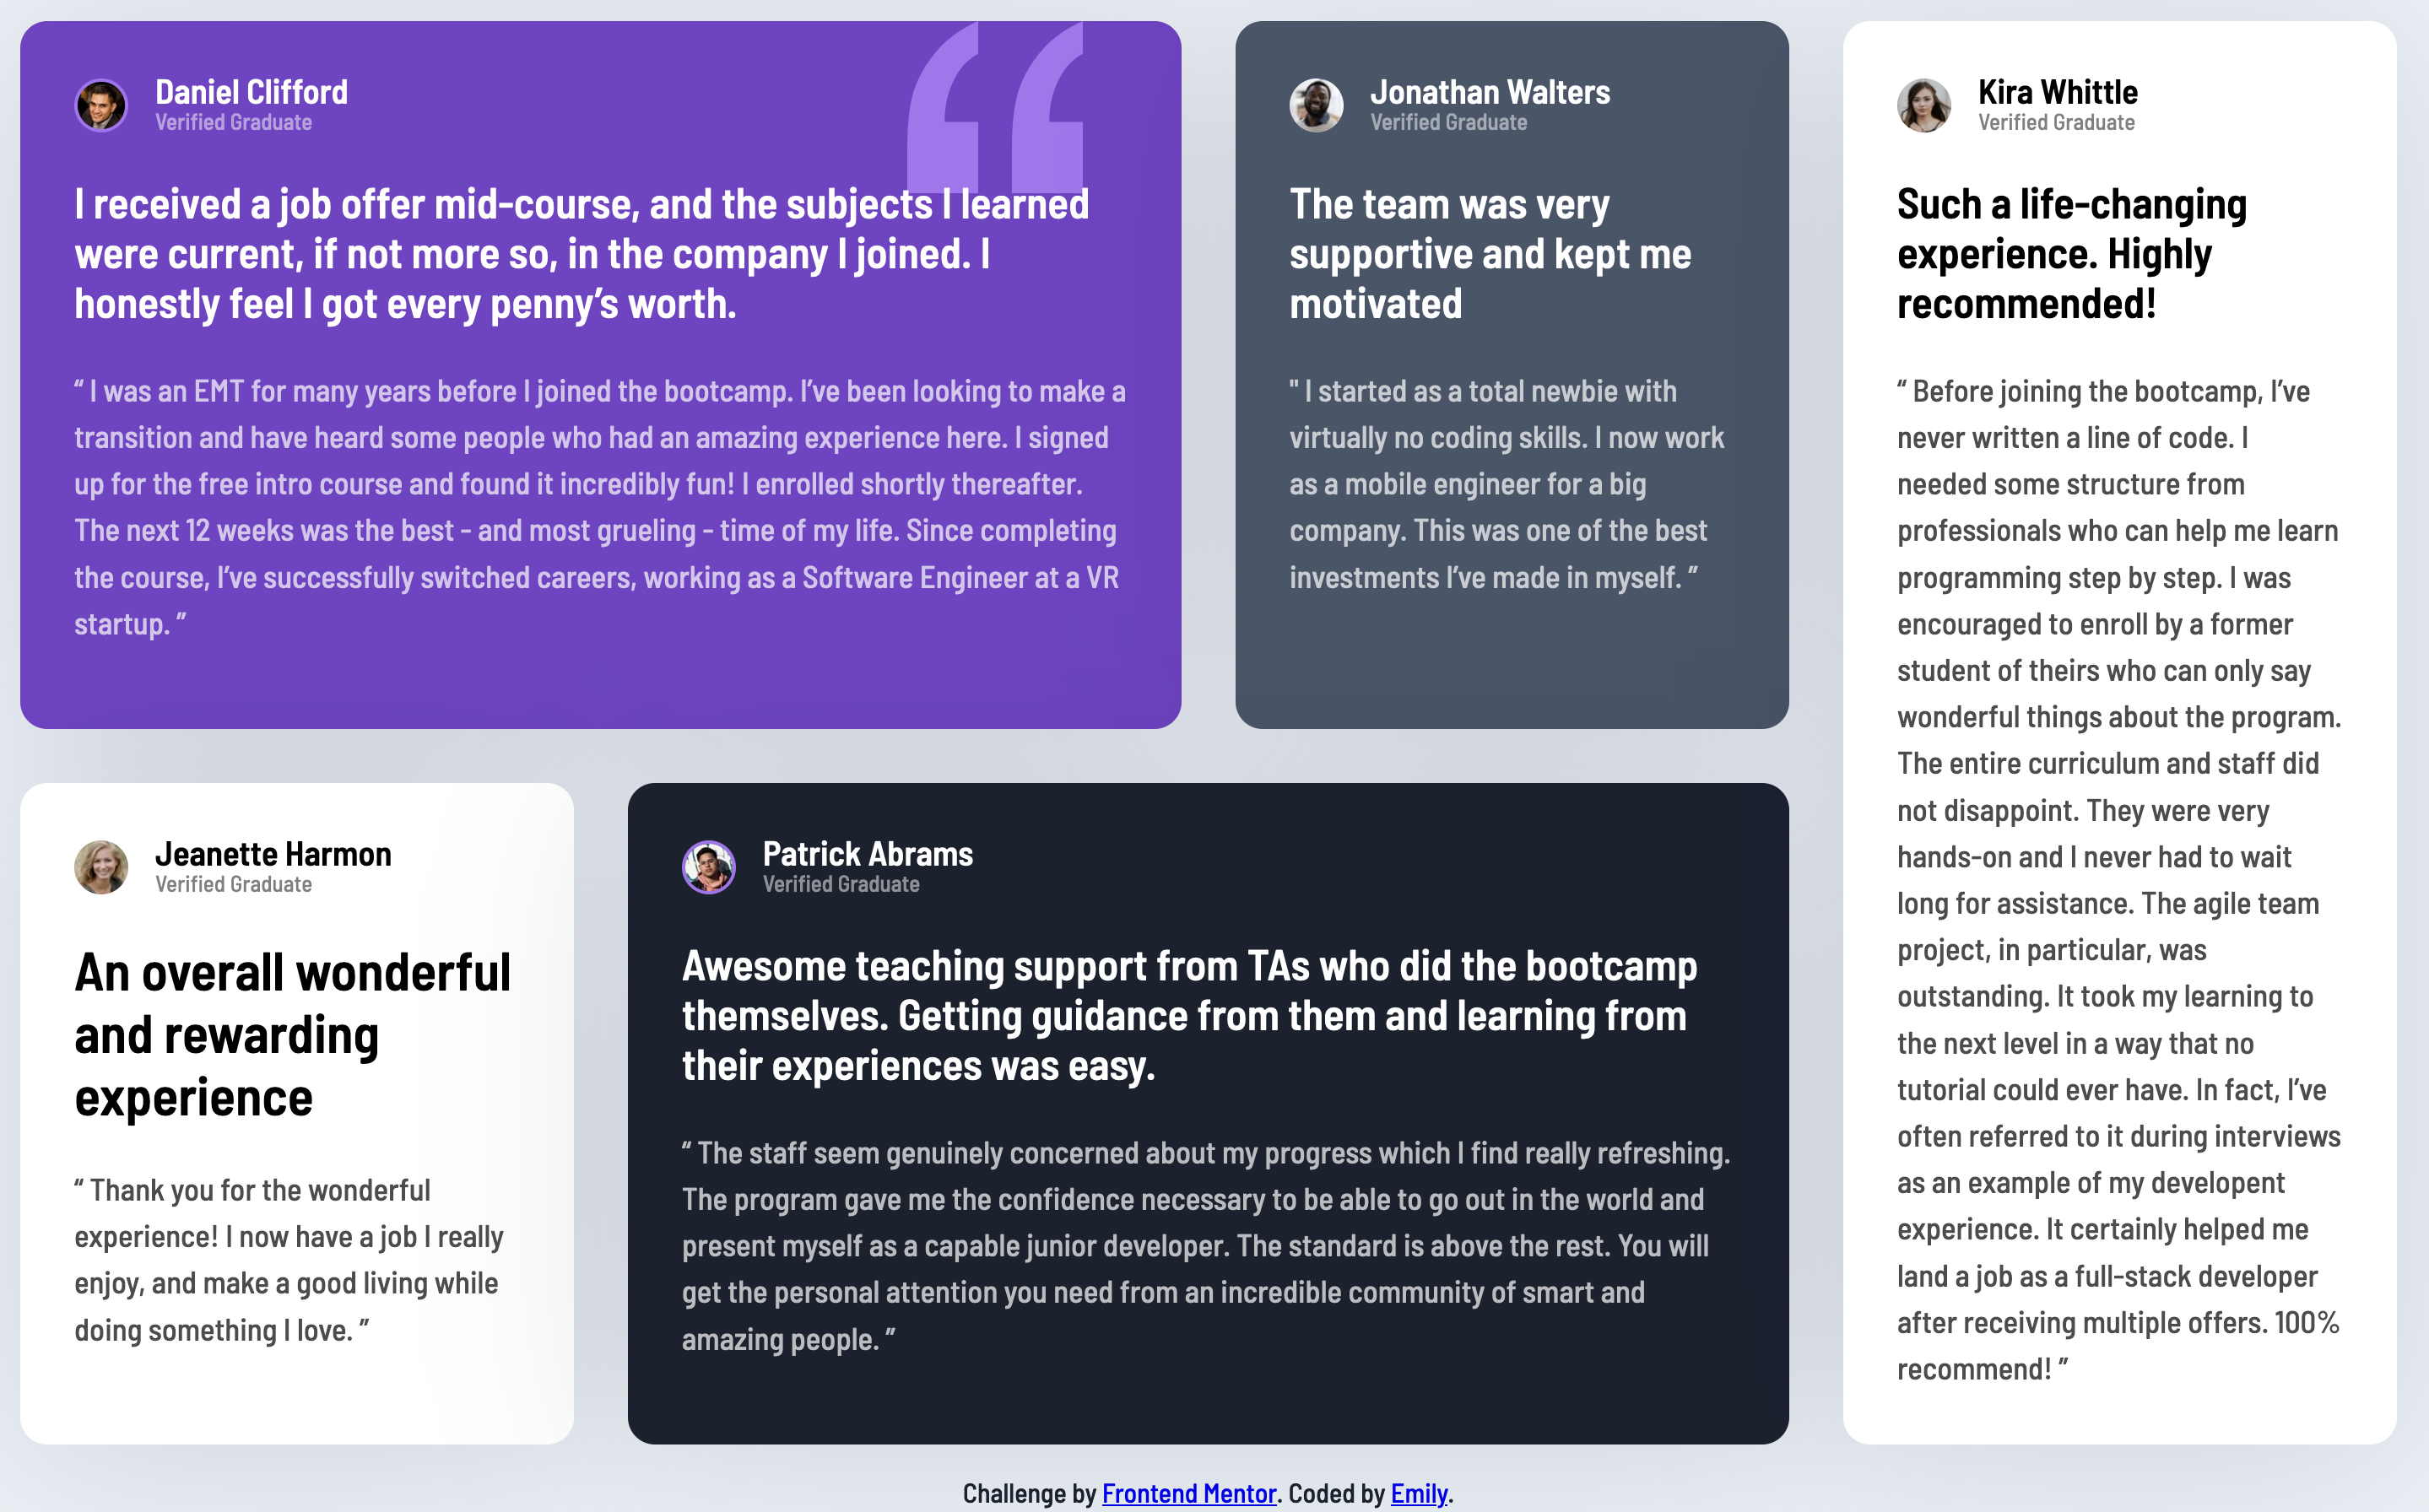 Daniel Clifford
Verified Graduate
I received a job offer mid-course, and the subjects I learned
were current, if not more so, in the company I joined. I
honestly feel I got every penny’s worth.
“ I was an EMT for many years before I joined the bootcamp. I’ve been looking to make a
transition and have heard some people who had an amazing experience here. I signed
up for the free intro course and found it incredibly fun! I enrolled shortly thereafter.
The next 12 weeks was the best - and most grueling - time of my life. Since completing
the course, I’ve successfully switched careers, working as a Software Engineer at a VR
startup. ”
Jonathan Walters
Verified Graduate
The team was very
supportive and kept me
motivated
" I started as a total newbie with
virtually no coding skills. I now work
as a mobile engineer for a big
company. This was one of the best
investments I’ve made in myself. ”
Kira Whittle
Verified Graduate
Such a life-changing
experience. Highly
recommended!
“ Before joining the bootcamp, I’ve
never written a line of code. I
needed some structure from
professionals who can help me learn
programming step by step. I was
encouraged to enroll by a former
student of theirs who can only say
wonderful things about the program.
The entire curriculum and staff did
not disappoint. They were very
hands-on and I never had to wait
long for assistance. The agile team
project, in particular, was
outstanding. It took my learning to
the next level in a way that no
tutorial could ever have. In fact, I’ve
often referred to it during interviews
as an example of my developent
experience. It certainly helped me
land a job as a full-stack developer
after receiving multiple offers. 100%
recommend! ”
Jeanette Harmon
Verified Graduate
An overall wonderful
and rewarding
experience
“ Thank you for the wonderful
experience! I now have a job I really
enjoy, and make a good living while
doing something I love. ”
Patrick Abrams
Verified Graduate
Awesome teaching support from TAs who did the bootcamp
themselves. Getting guidance from them and learning from
their experiences was easy.
“ The staff seem genuinely concerned about my progress which I find really refreshing.
The program gave me the confidence necessary to be able to go out in the world and
present myself as a capable junior developer. The standard is above the rest. You will
get the personal attention you need from an incredible community of smart and
amazing people. ”
Challenge by Frontend Mentor. Coded by Emily.